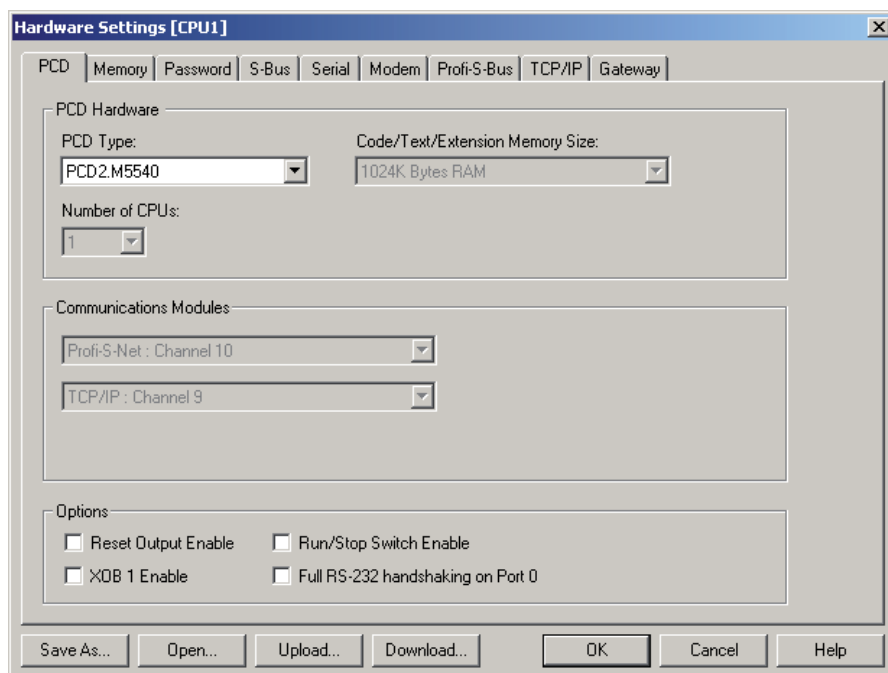 Hardware Settings [CPU1]
PCD Memory Password S-Bus Serial Modem Profi-S-Bus TCP/IP Gateway
PCD Hardware
PCD Type: Code/Text/Extension Memory Size:
PCD2.M5540 1024K Bytes RAM
Number of CPUs:
1
Communications Modules
Profi-S-Net : Channel 10
TCP/IP : Channel 9
Options
Reset Output Enable Run/Stop Switch Enable
XOB 1 Enable Full RS-232 handshaking on Port 0
Save As... Open... Upload... Download... OK Cancel Help